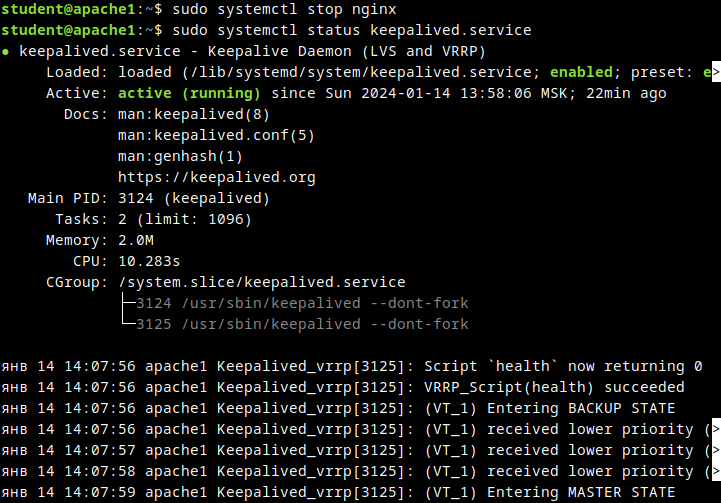 student@apache1:~$ sudo systemctl stop nginx
student@apache1:~$ sudo systemctl status keepalived.service
● keepalived.service - Keepalive Daemon (LVS and VRRP)
Loaded: loaded (/lib/systemd/system/keepalived.service; enabled; preset: e>
Active: active (running) since Sun 2024-01-14 13:58:06 MSK; 22min ago
Docs: man:keepalived(8)
man:keepalived.conf(5)
man:genhash(1)
https://keepalived.org
Main PID: 3124 (keepalived)
Tasks: 2 (limit: 1096)
Memory: 2.0M
CPU: 10.283s
CGroup: /system.slice/keepalived.service
├─3124 /usr/sbin/keepalived --dont-fork
└─3125 /usr/sbin/keepalived --dont-fork
янв 14 14:07:56 apache1 Keepalived_vrrp[3125]: Script `health` now returning 0
янв 14 14:07:56 apache1 Keepalived_vrrp[3125]: VRRP_Script(health) succeeded
янв 14 14:07:56 apache1 Keepalived_vrrp[3125]: (VT_1) Entering BACKUP STATE
янв 14 14:07:56 apache1 Keepalived_vrrp[3125]: (VT_1) received lower priority (>
янв 14 14:07:57 apache1 Keepalived_vrrp[3125]: (VT_1) received lower priority (>
янв 14 14:07:58 apache1 Keepalived_vrrp[3125]: (VT_1) received lower priority (>
янв 14 14:07:59 apache1 Keepalived_vrrp[3125]: (VT_1) Entering MASTER STATE